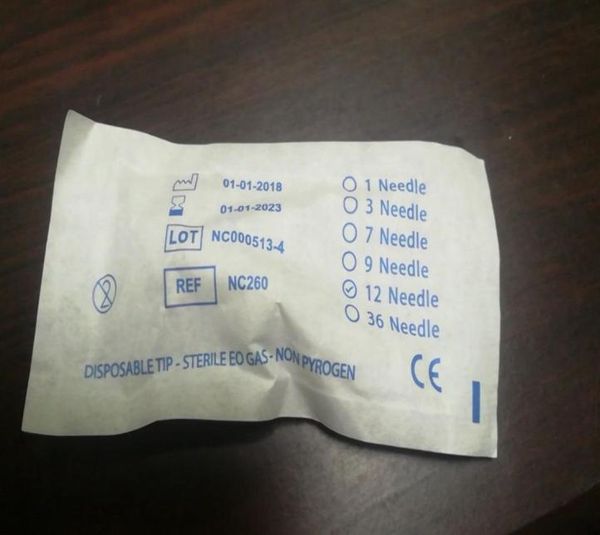 01-01-2018
01-01-2023
LOT NC000513-4
REF NC260
1 Needle
3 Needle
7 Needle
9 Needle
12 Needle
36 Needle
2
DISPOSABLE TIP - STERILE EO GAS - NON PYROGEN
CE